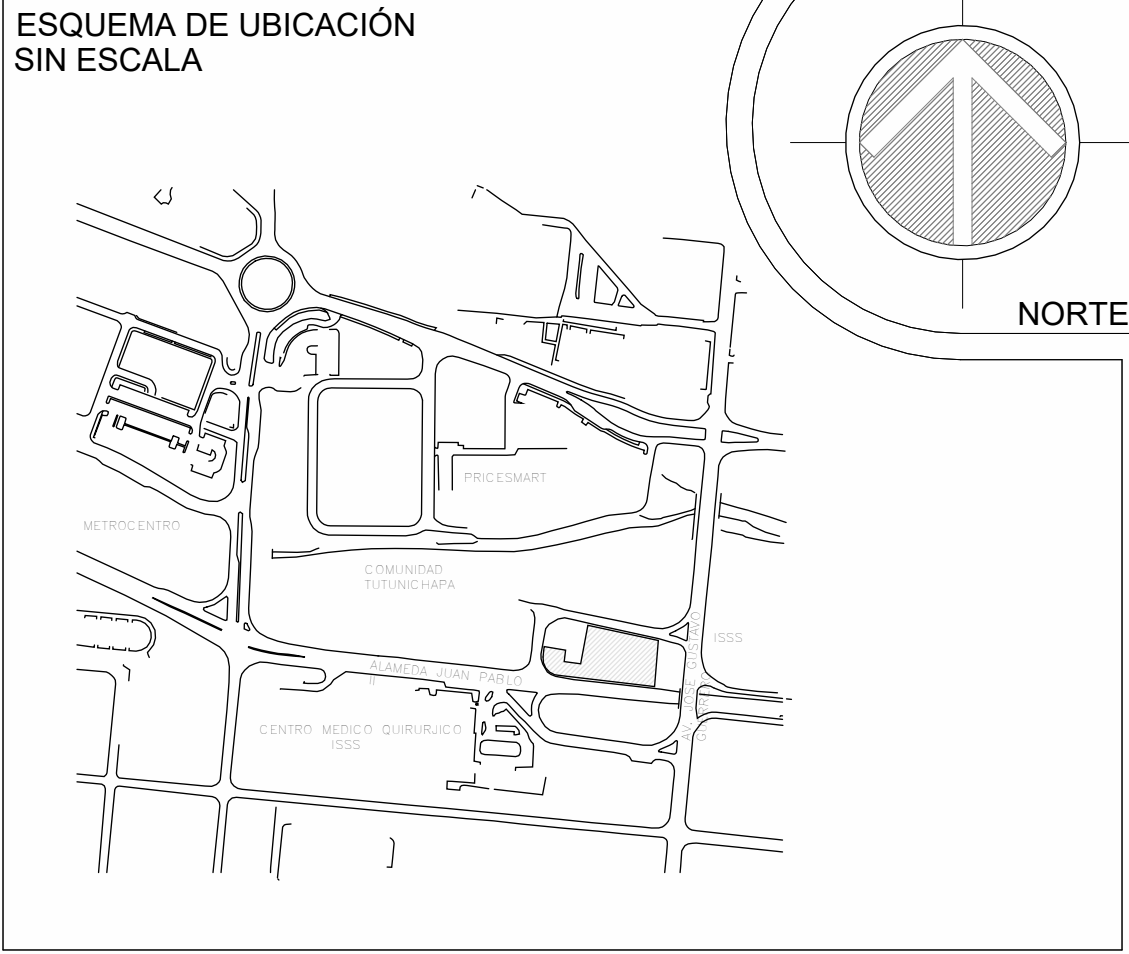 ESQUEMA DE UBICACIÓN
SIN ESCALA
NORTE
PRICESMART
METROCENTRO
COMUNIDAD
TUTUNICHAPA
ISSS
ALAMEDA JUAN PABLO
II
AV. JOSE GUSTAVO
GUERRERO
CENTRO MEDICO QUIRURJICO
ISSS